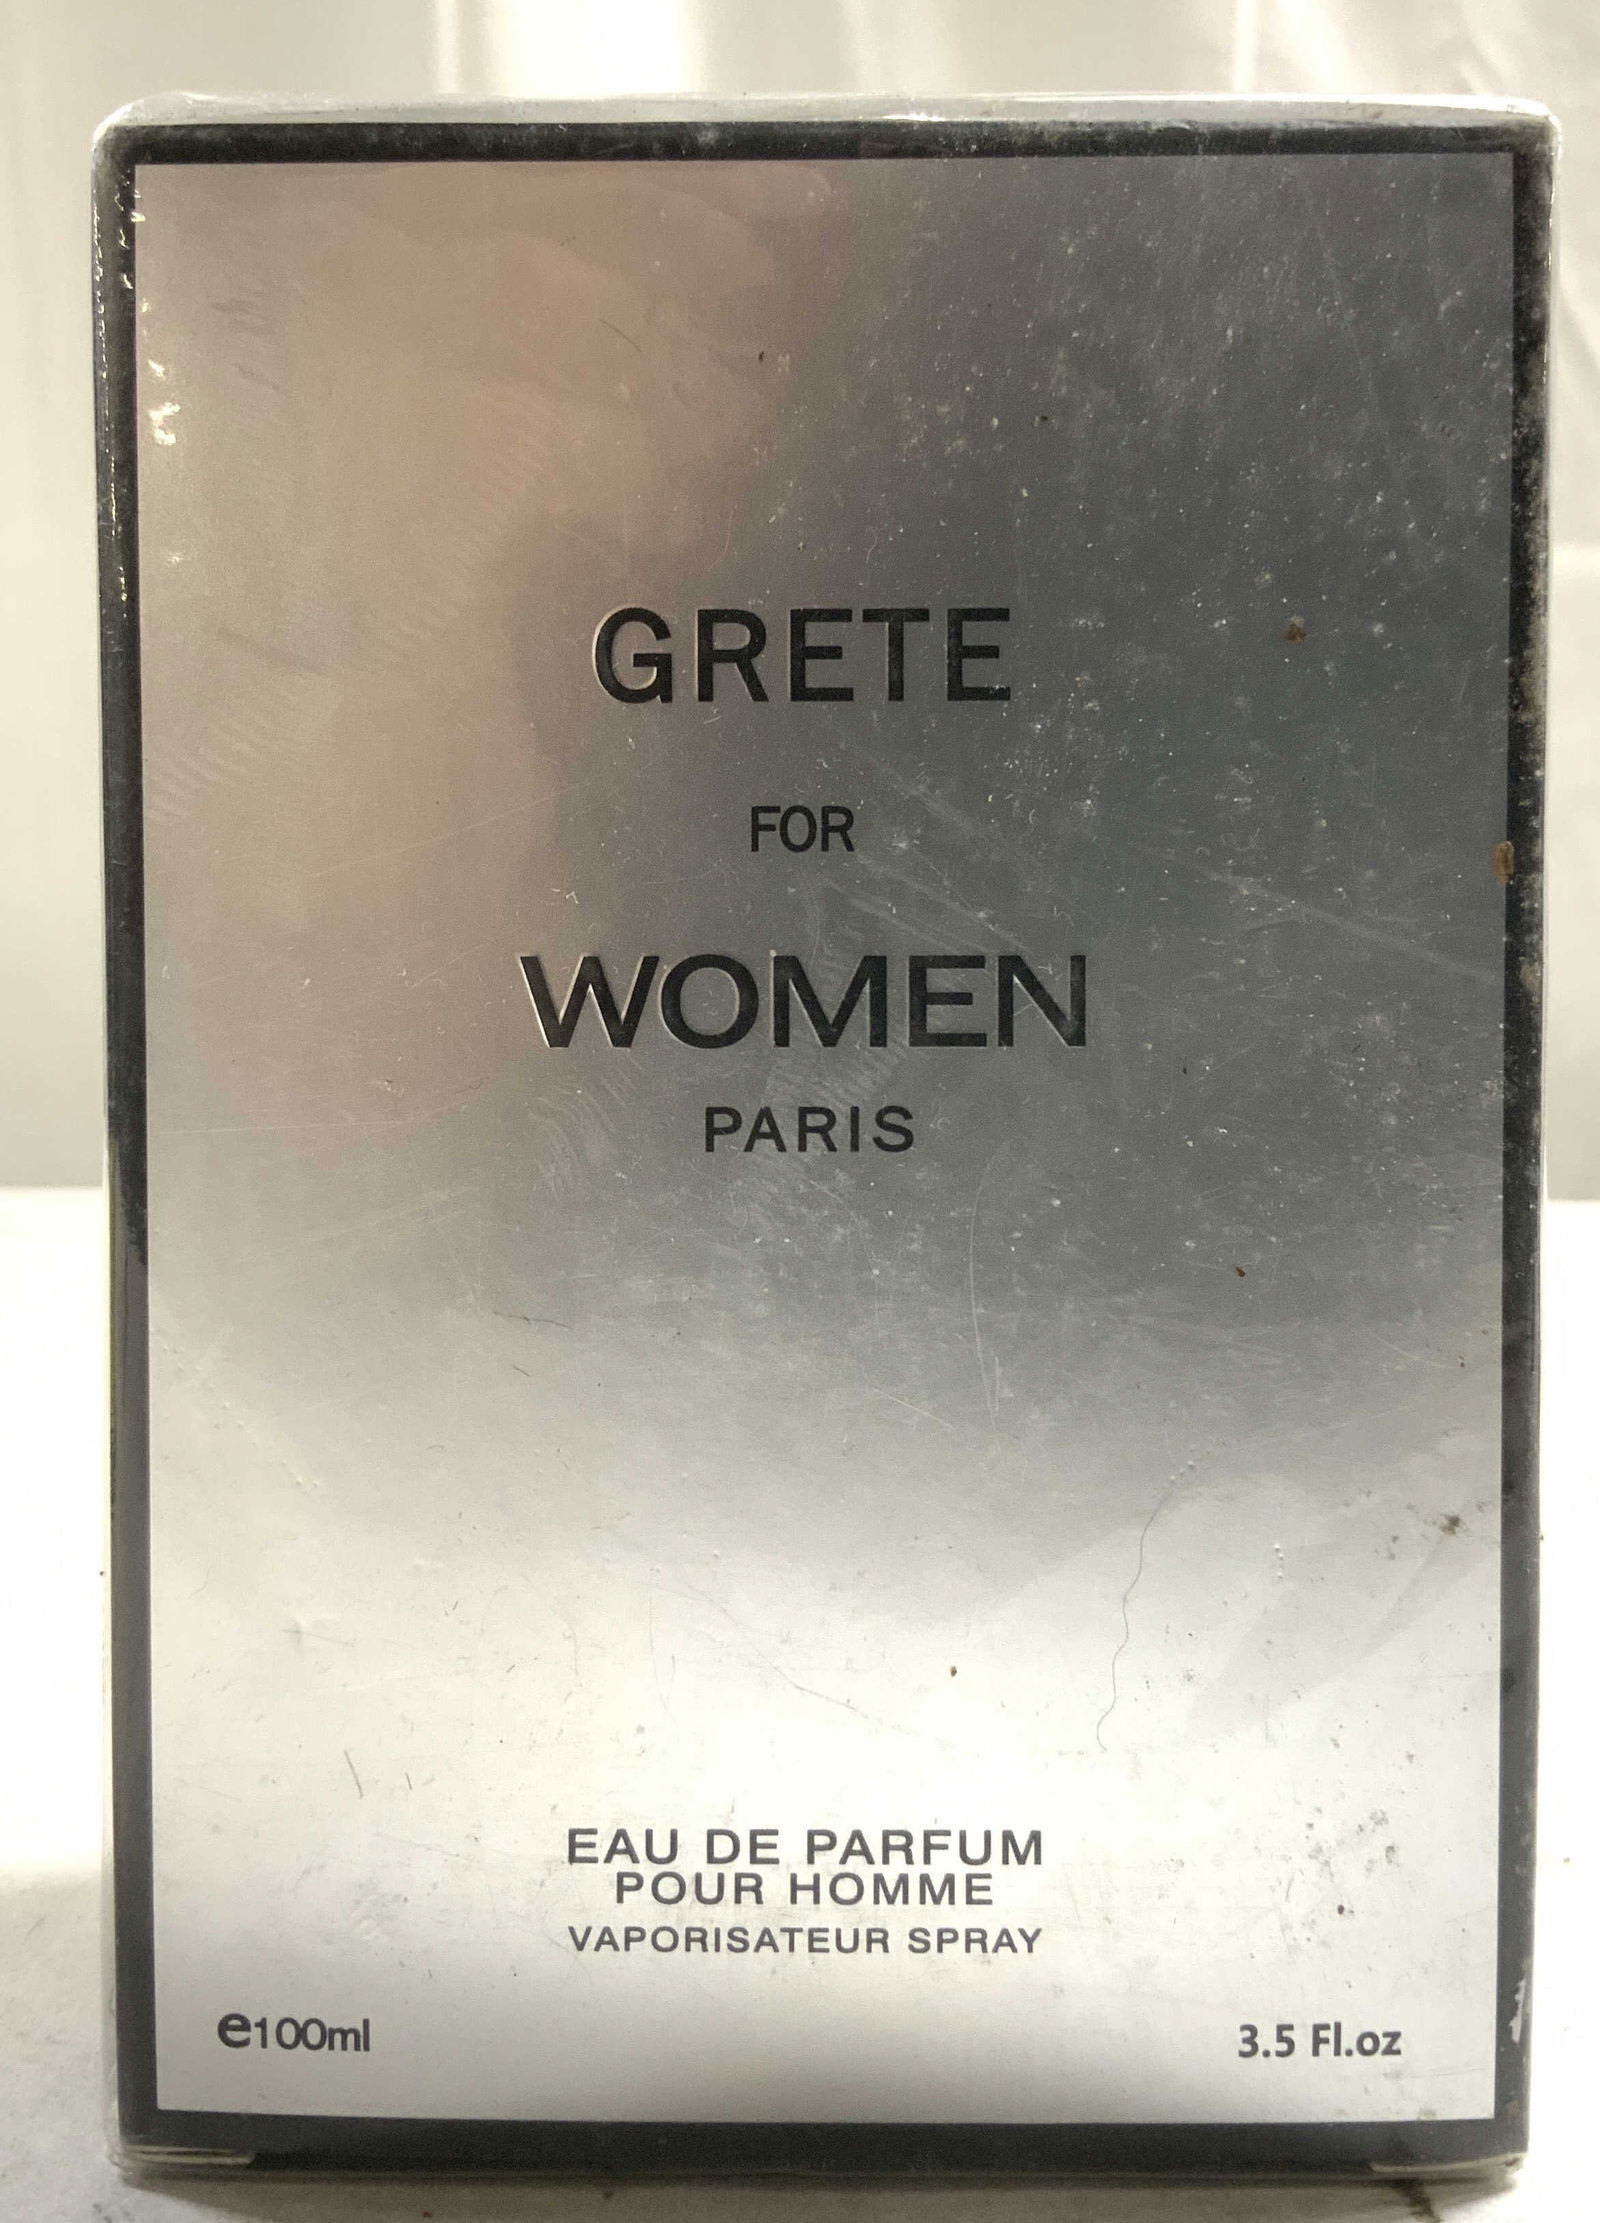 GRETE
FOR
WOMEN
PARIS
EAU DE PARFUM
POUR HOMME
VAPORISATEUR SPRAY
e100ml
3.5 Fl.oz